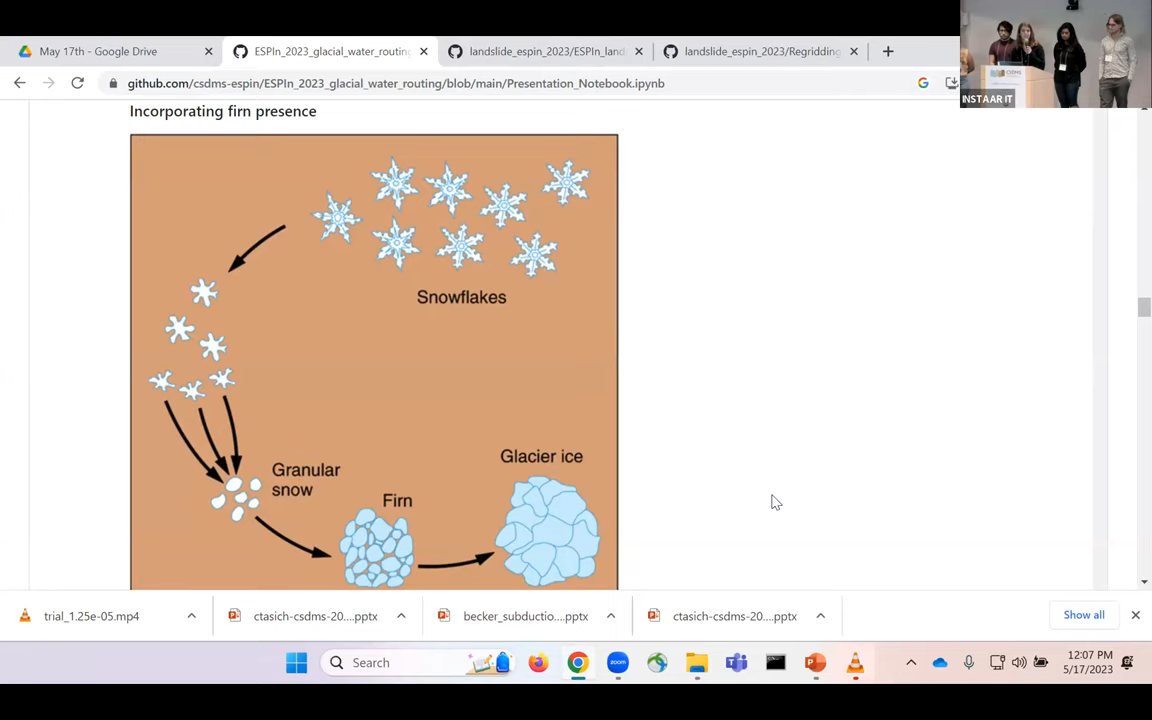 May 17th - Google Drive
ESPIn_2023_glacial_water_routing
landslide_espin_2023/ESPIn_land
landslide_espin_2023/Regridding
github.com/csdms-espin/ESPIn_2023_glacial_water_routing/blob/main/Presentation_Notebook.ipynb
INSTAAR IT
Incorporating firn presence
Snowflakes
Granular
snow
Firn
Glacier ice
trial_1.25e-05.mp4
ctasich-csdms-20....pptx
becker_subductio....pptx
ctasich-csdms-20....pptx
Show all
Search
zoom
12:07 PM
5/17/2023